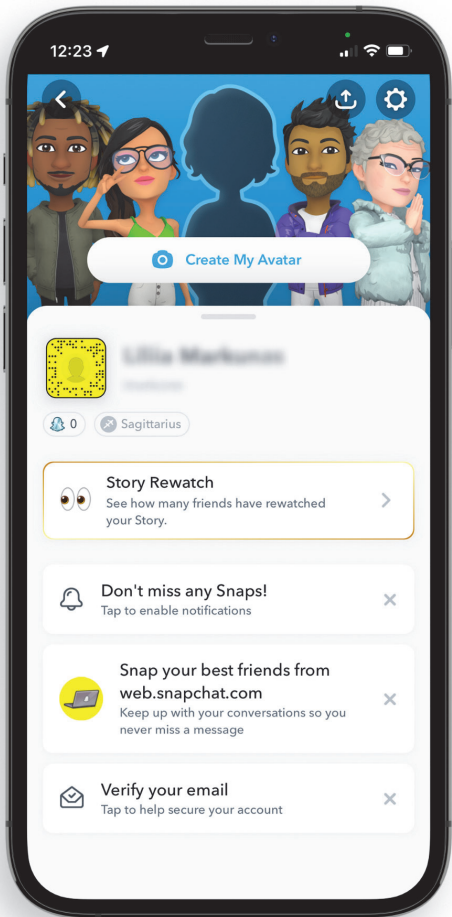 12:23
Create My Avatar
0
Sagittarius
Story Rewatch
See how many friends have rewatched
your Story.
Don't miss any Snaps!
Tap to enable notifications
Snap your best friends from
web.snapchat.com
Keep up with your conversations so you
never miss a message
Verify your email
Tap to help secure your account